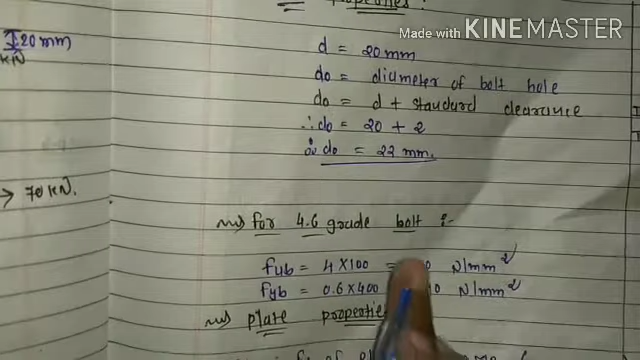 properties:
Made with KINEMASTER
20 mm
kN
d = 20 mm
do = diameter of bolt hole
do = d + standard clearance
∴ do = 20 + 2
∴ do = 22 mm.
→ 70 kN.
for 4.6 grade bolt :-
fub = 4 X 100 = N/mm²
fyb = 0.6 X 400 N/mm²
plate